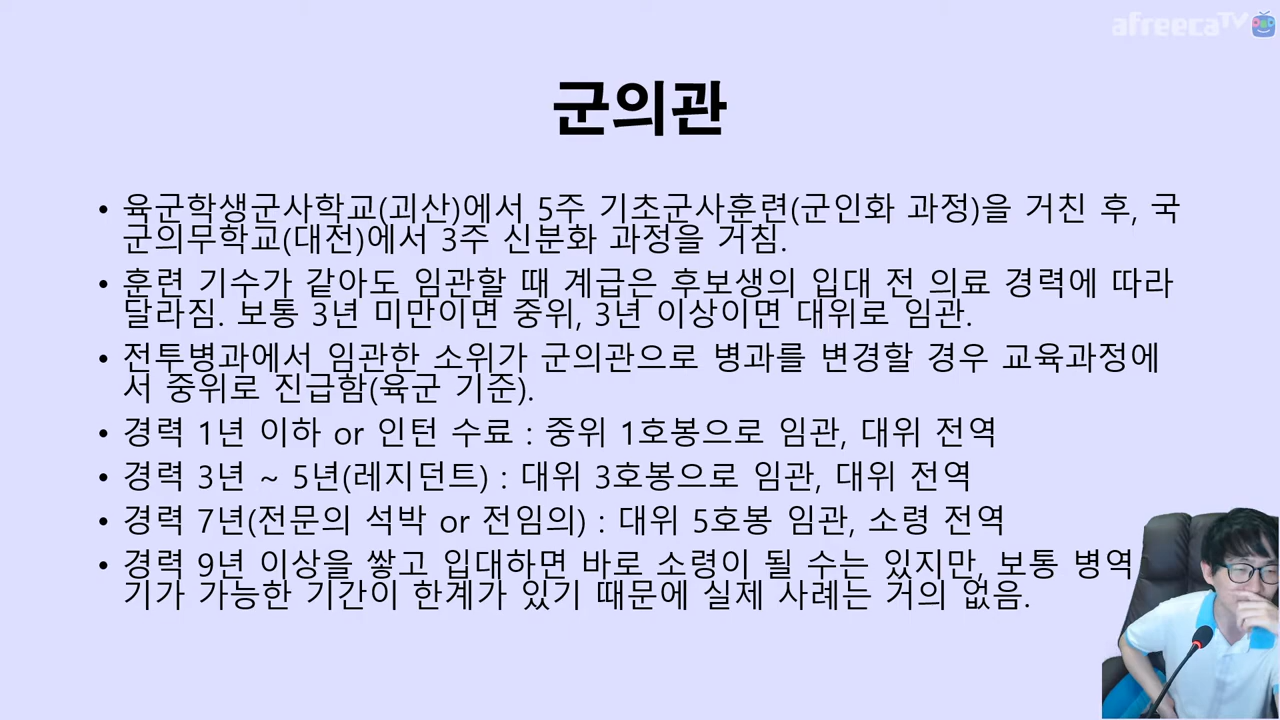 afreecaTV
군의관
• 육군학생군사학교(괴산)에서 5주 기초군사훈련(군인화 과정)을 거친 후, 국
군의무학교(대전)에서 3주 신분화 과정을 거침.
• 훈련 기수가 같아도 임관할 때 계급은 후보생의 입대 전 의료 경력에 따라
달라짐. 보통 3년 미만이면 중위, 3년 이상이면 대위로 임관.
• 전투병과에서 임관한 소위가 군의관으로 병과를 변경할 경우 교육과정에
서 중위로 진급함(육군 기준).
• 경력 1년 이하 or 인턴 수료 : 중위 1호봉으로 임관, 대위 전역
• 경력 3년 ~ 5년(레지던트) : 대위 3호봉으로 임관, 대위 전역
• 경력 7년(전문의 석박 or 전임의) : 대위 5호봉 임관, 소령 전역
• 경력 9년 이상을 쌓고 입대하면 바로 소령이 될 수는 있지만, 보통 병역
기가 가능한 기간이 한계가 있기 때문에 실제 사례는 거의 없음.